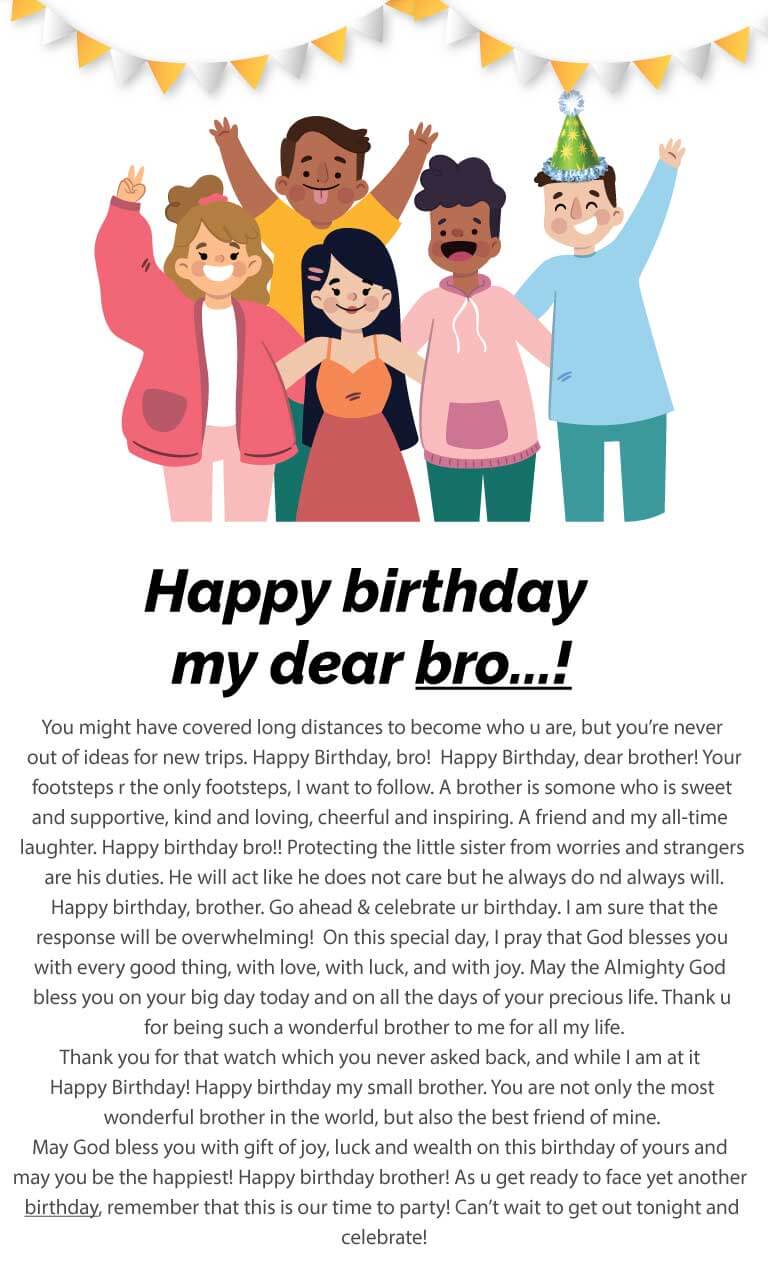 Happy birthday
my dear bro...!
You might have covered long distances to become who u are, but you’re never
out of ideas for new trips. Happy Birthday, bro!  Happy Birthday, dear brother! Your
footsteps r the only footsteps, I want to follow. A brother is somone who is sweet
and supportive, kind and loving, cheerful and inspiring. A friend and my all-time
laughter. Happy birthday bro!! Protecting the little sister from worries and strangers
are his duties. He will act like he does not care but he always do nd always will.
Happy birthday, brother. Go ahead & celebrate ur birthday. I am sure that the
response will be overwhelming!  On this special day, I pray that God blesses you
with every good thing, with love, with luck, and with joy. May the Almighty God
bless you on your big day today and on all the days of your precious life. Thank u
for being such a wonderful brother to me for all my life.
Thank you for that watch which you never asked back, and while I am at it
Happy Birthday! Happy birthday my small brother. You are not only the most
wonderful brother in the world, but also the best friend of mine.
May God bless you with gift of joy, luck and wealth on this birthday of yours and
may you be the happiest! Happy birthday brother! As u get ready to face yet another
birthday, remember that this is our time to party! Can’t wait to get out tonight and
celebrate!